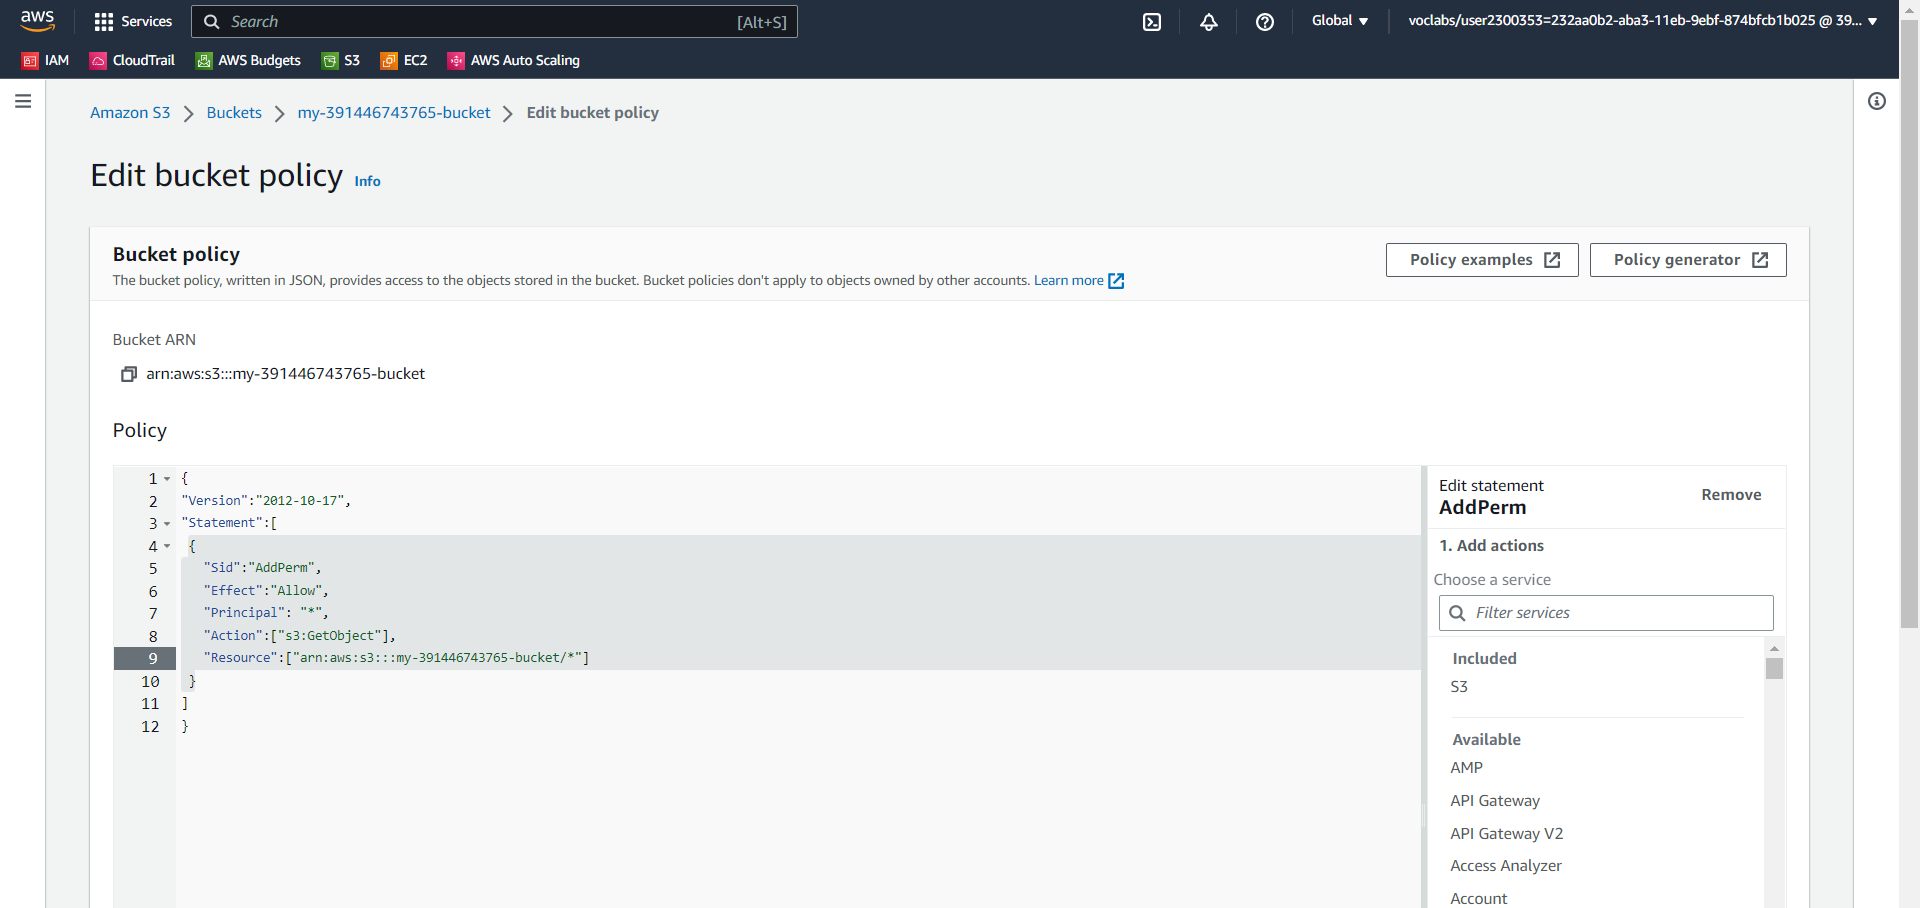 aws
Services
Search
[Alt+S]
Global
voclabs/user2300353=232aa0b2-aba3-11eb-9ebf-874bfcb1b025 @ 39...
IAM
CloudTrail
AWS Budgets
S3
EC2
AWS Auto Scaling
Amazon S3
Buckets
my-391446743765-bucket
Edit bucket policy
Edit bucket policy
Info
Bucket policy
The bucket policy, written in JSON, provides access to the objects stored in the bucket. Bucket policies don't apply to objects owned by other accounts. Learn more
Policy examples
Policy generator
Bucket ARN
arn:aws:s3:::my-391446743765-bucket
Policy
1 {
2 "Version":"2012-10-17",
3 "Statement":[
4 {
5 "Sid":"AddPerm",
6 "Effect":"Allow",
7 "Principal": "*",
8 "Action":["s3:GetObject"],
9 "Resource":["arn:aws:s3:::my-391446743765-bucket/*"]
10 }
11 ]
12 }
Edit statement
AddPerm
Remove
1. Add actions
Choose a service
Filter services
Included
S3
Available
AMP
API Gateway
API Gateway V2
Access Analyzer
Account